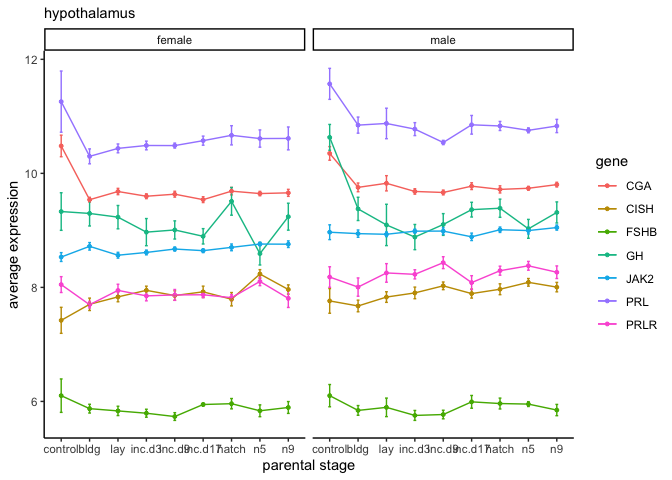 hypothalamus
female
male
12
10
8
6
average expression
control bldg lay inc.d3 inc.d9 inc.d17 hatch n5 n9
control bldg lay inc.d3 inc.d9 inc.d17 hatch n5 n9
parental stage
gene
CGA
CISH
FSHB
GH
JAK2
PRL
PRLR